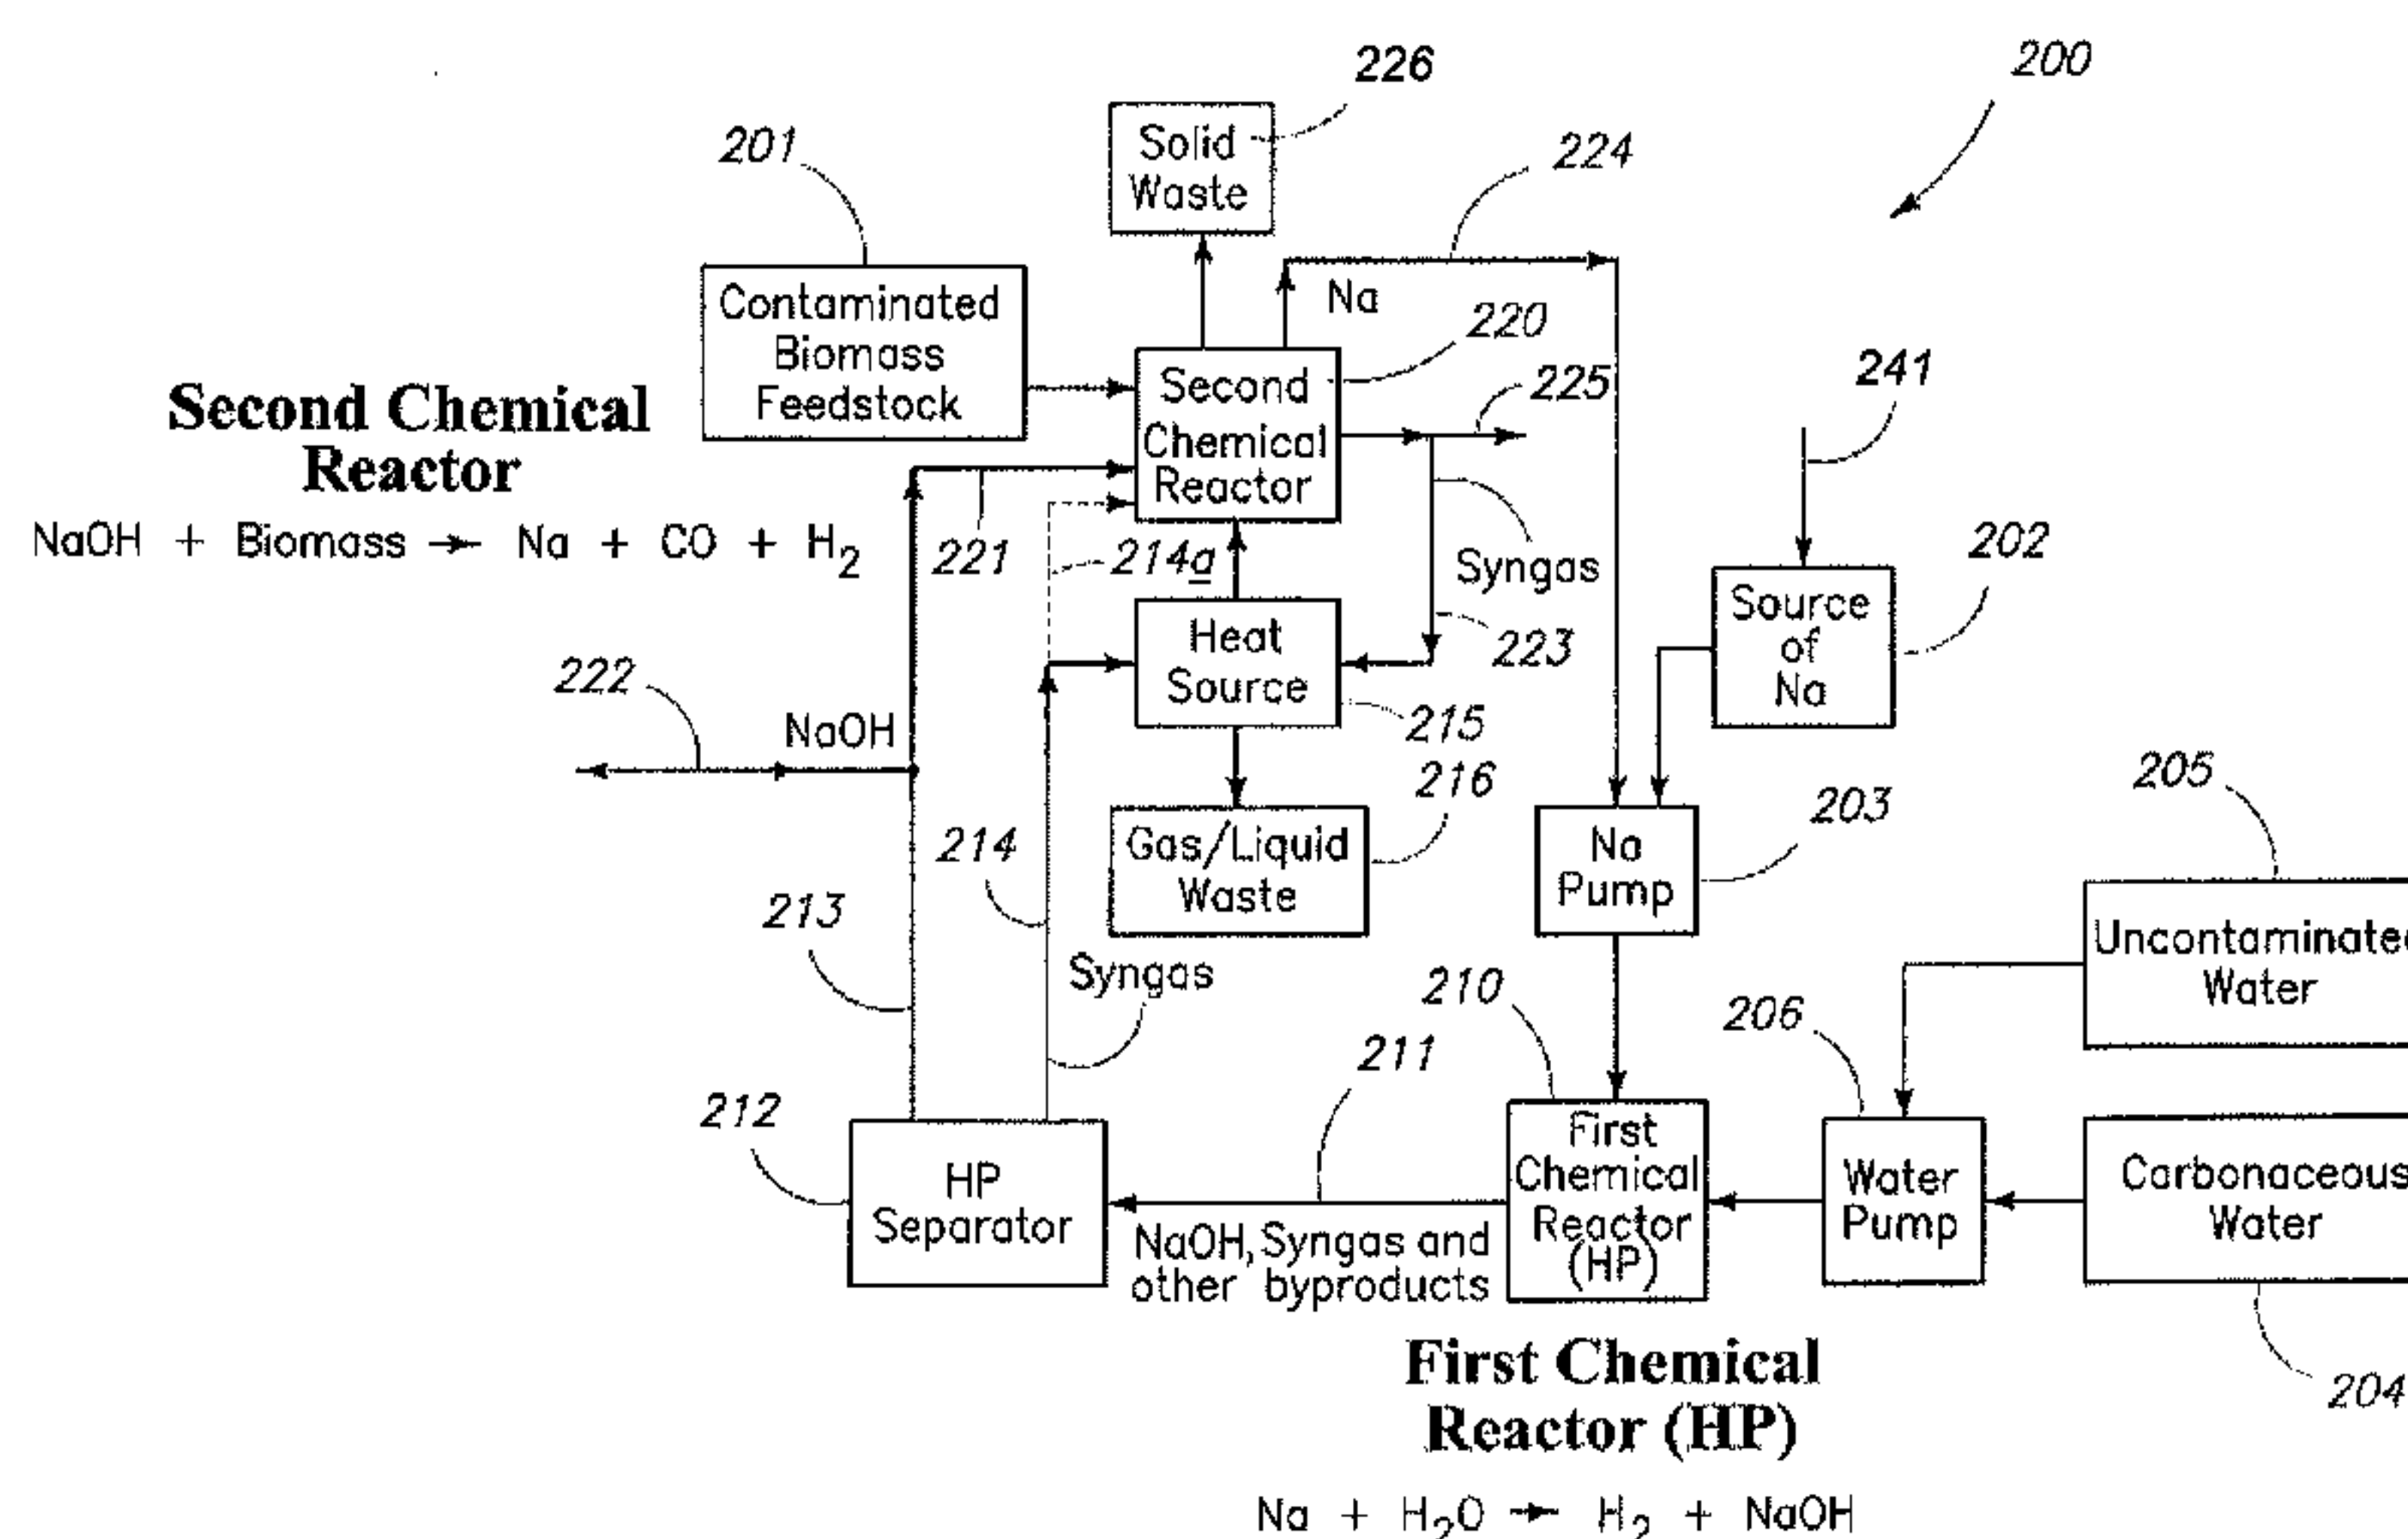 200
226
Solid
Waste
201
224
Contaminated
Biomass
Feedstock
Na
220
Second
Chemical
Reactor
225
241
Second Chemical
Reactor
NaOH + Biomass → Na + CO + H2
221
214a
Syngas
202
Source
of
Na
Heat
Source
223
222
NaOH
215
216
205
203
214
Gas/Liquid
Waste
Na
Pump
213
Uncontaminated
Water
Syngas
210
206
211
212
First
Chemical
Reactor
(HP)
HP
Separator
Water
Pump
Carbonaceous
Water
NaOH, Syngas and
other byproducts
204
First Chemical
Reactor (HP)
Na + H2O → H2 + NaOH